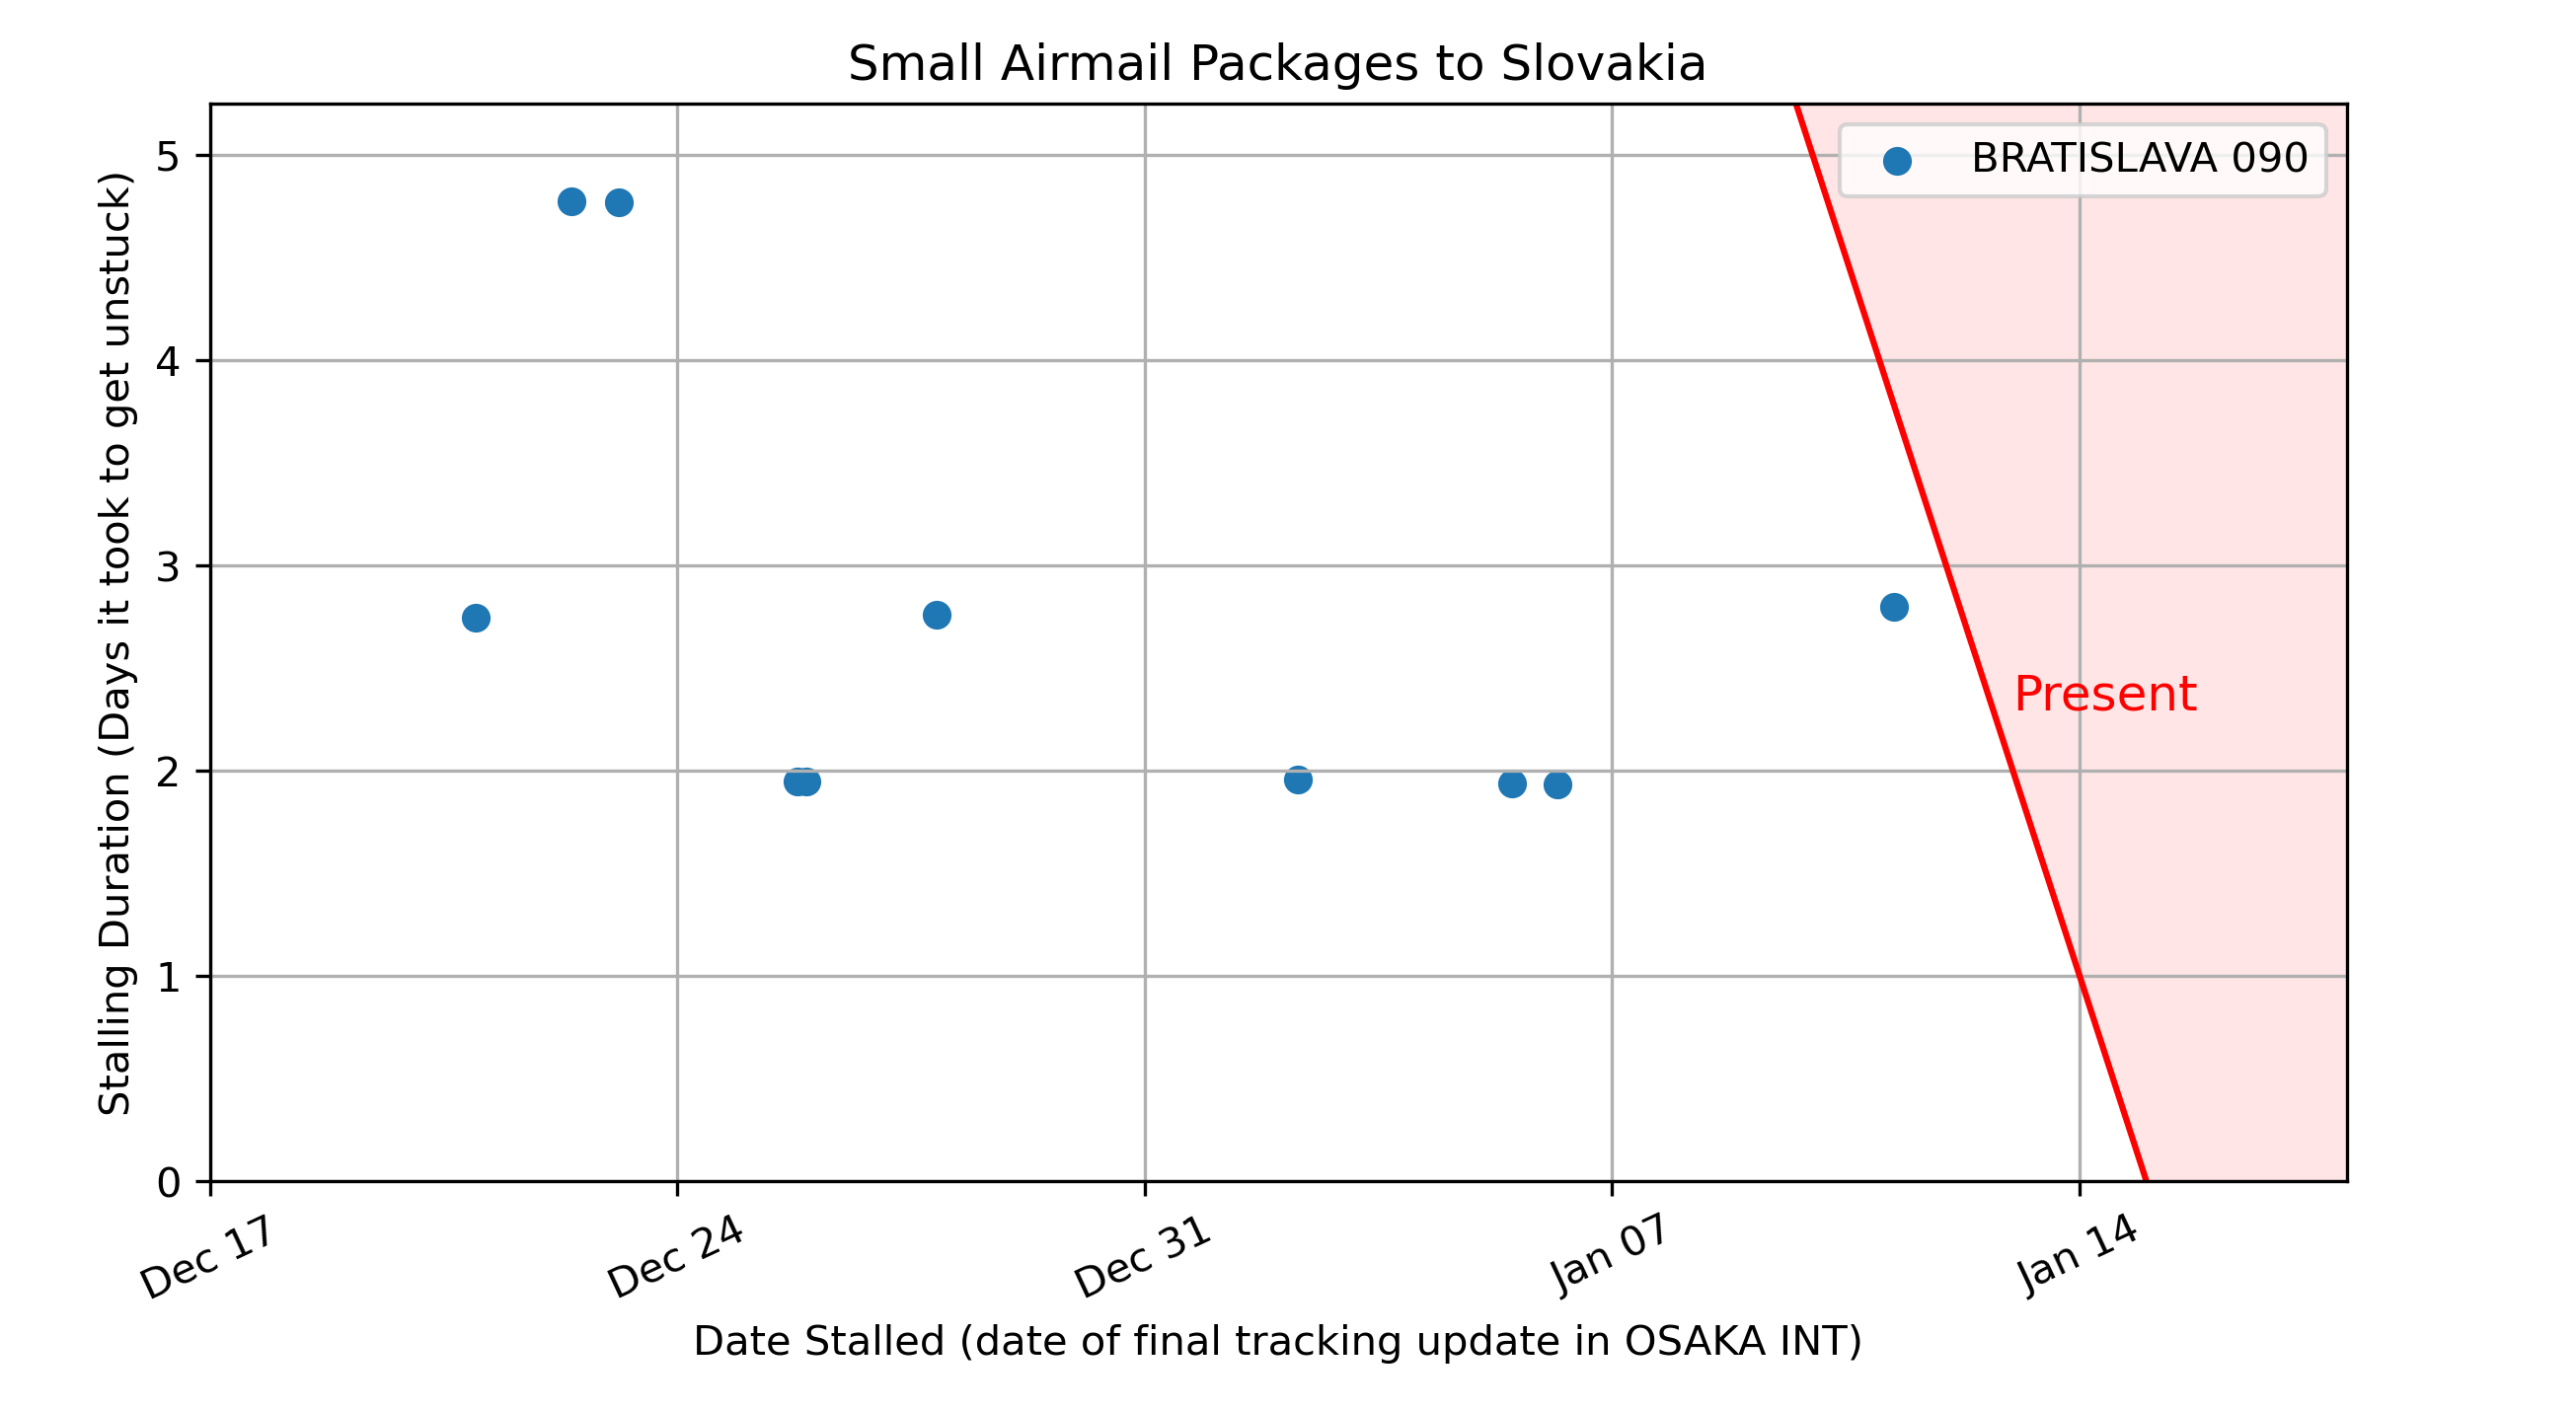 Small Airmail Packages to Slovakia
BRATISLAVA 090
Stalling Duration (Days it took to get unstuck)
5
4
3
2
1
0
Present
Dec 17
Dec 24
Dec 31
Jan 07
Jan 14
Date Stalled (date of final tracking update in OSAKA INT)